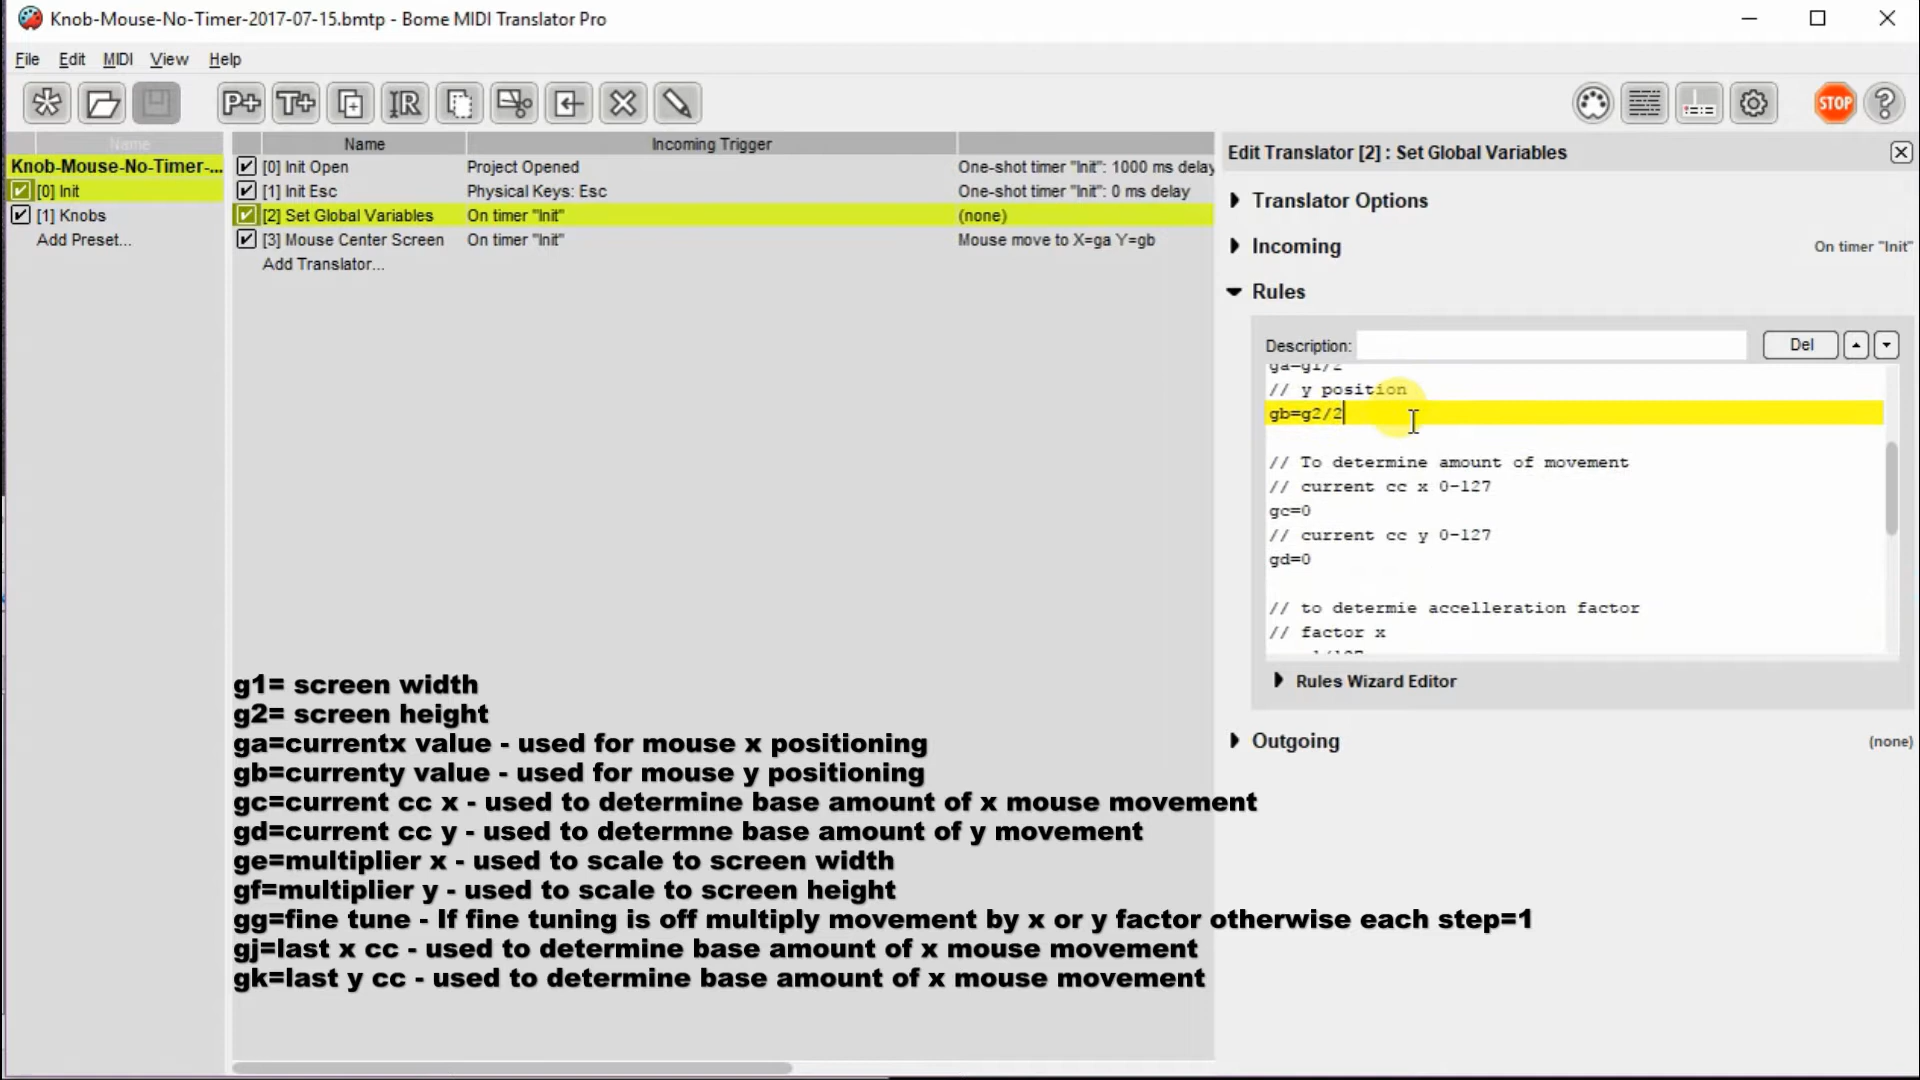 Knob-Mouse-No-Timer-2017-07-15.bmtp - Bome MIDI Translator Pro
File Edit MIDI View Help
P+ T+ R STOP ?
Name
Knob-Mouse-No-Timer-...
[0] Init
[1] Knobs
Add Preset...
Name Incoming Trigger
[0] Init Open Project Opened One-shot timer "Init": 1000 ms delay
[1] Init Esc Physical Keys: Esc One-shot timer "Init": 0 ms delay
[2] Set Global Variables On timer "Init" (none)
[3] Mouse Center Screen On timer "Init" Mouse move to X=ga Y=gb
Add Translator...
Edit Translator [2] : Set Global Variables
Translator Options
Incoming On timer "Init"
Rules
Description: Del
ga=g1/2
// y position
gb=g2/2
// To determine amount of movement
// current cc x 0-127
gc=0
// current cc y 0-127
gd=0
// to determie accelleration factor
// factor x
Rules Wizard Editor
Outgoing (none)
g1= screen width
g2= screen height
ga=currentx value - used for mouse x positioning
gb=currenty value - used for mouse y positioning
gc=current cc x - used to determine base amount of x mouse movement
gd=current cc y - used to determne base amount of y movement
ge=multiplier x - used to scale to screen width
gf=multiplier y - used to scale to screen height
gg=fine tune - If fine tuning is off multiply movement by x or y factor otherwise each step=1
gj=last x cc - used to determine base amount of x mouse movement
gk=last y cc - used to determine base amount of x mouse movement